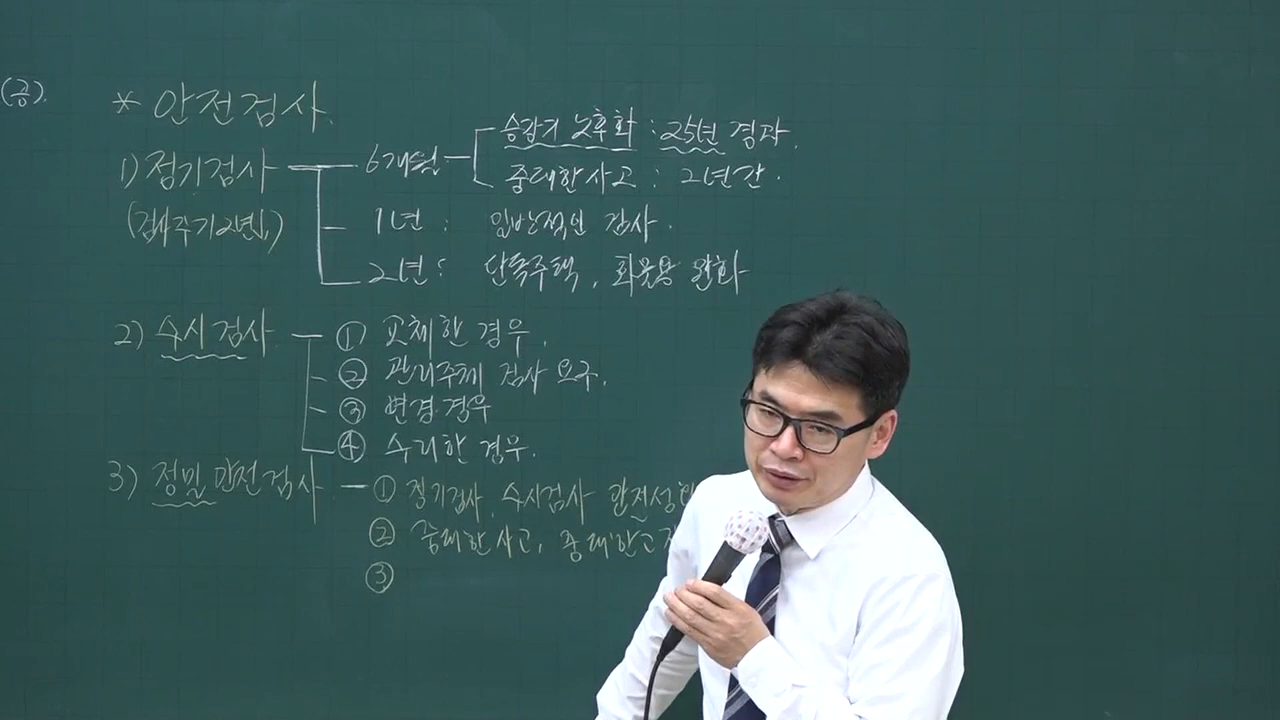 (공).
* 안전검사.
1) 정기검사 6개월 승강기 노후화 : 25년 경과.
중대한사고 : 2년간.
(검사주기 2년↓)
1년 : 일반적인 검사.
2년 : 단독주택, 화물용 완화
2) 수시검사 ① 교체한 경우.
② 관리주체 검사 요구.
③ 변경 경우
④ 수리한 경우.
3) 정밀안전검사 ① 정기검사, 수시검사 안전성
② 중대한사고, 중대한고
③